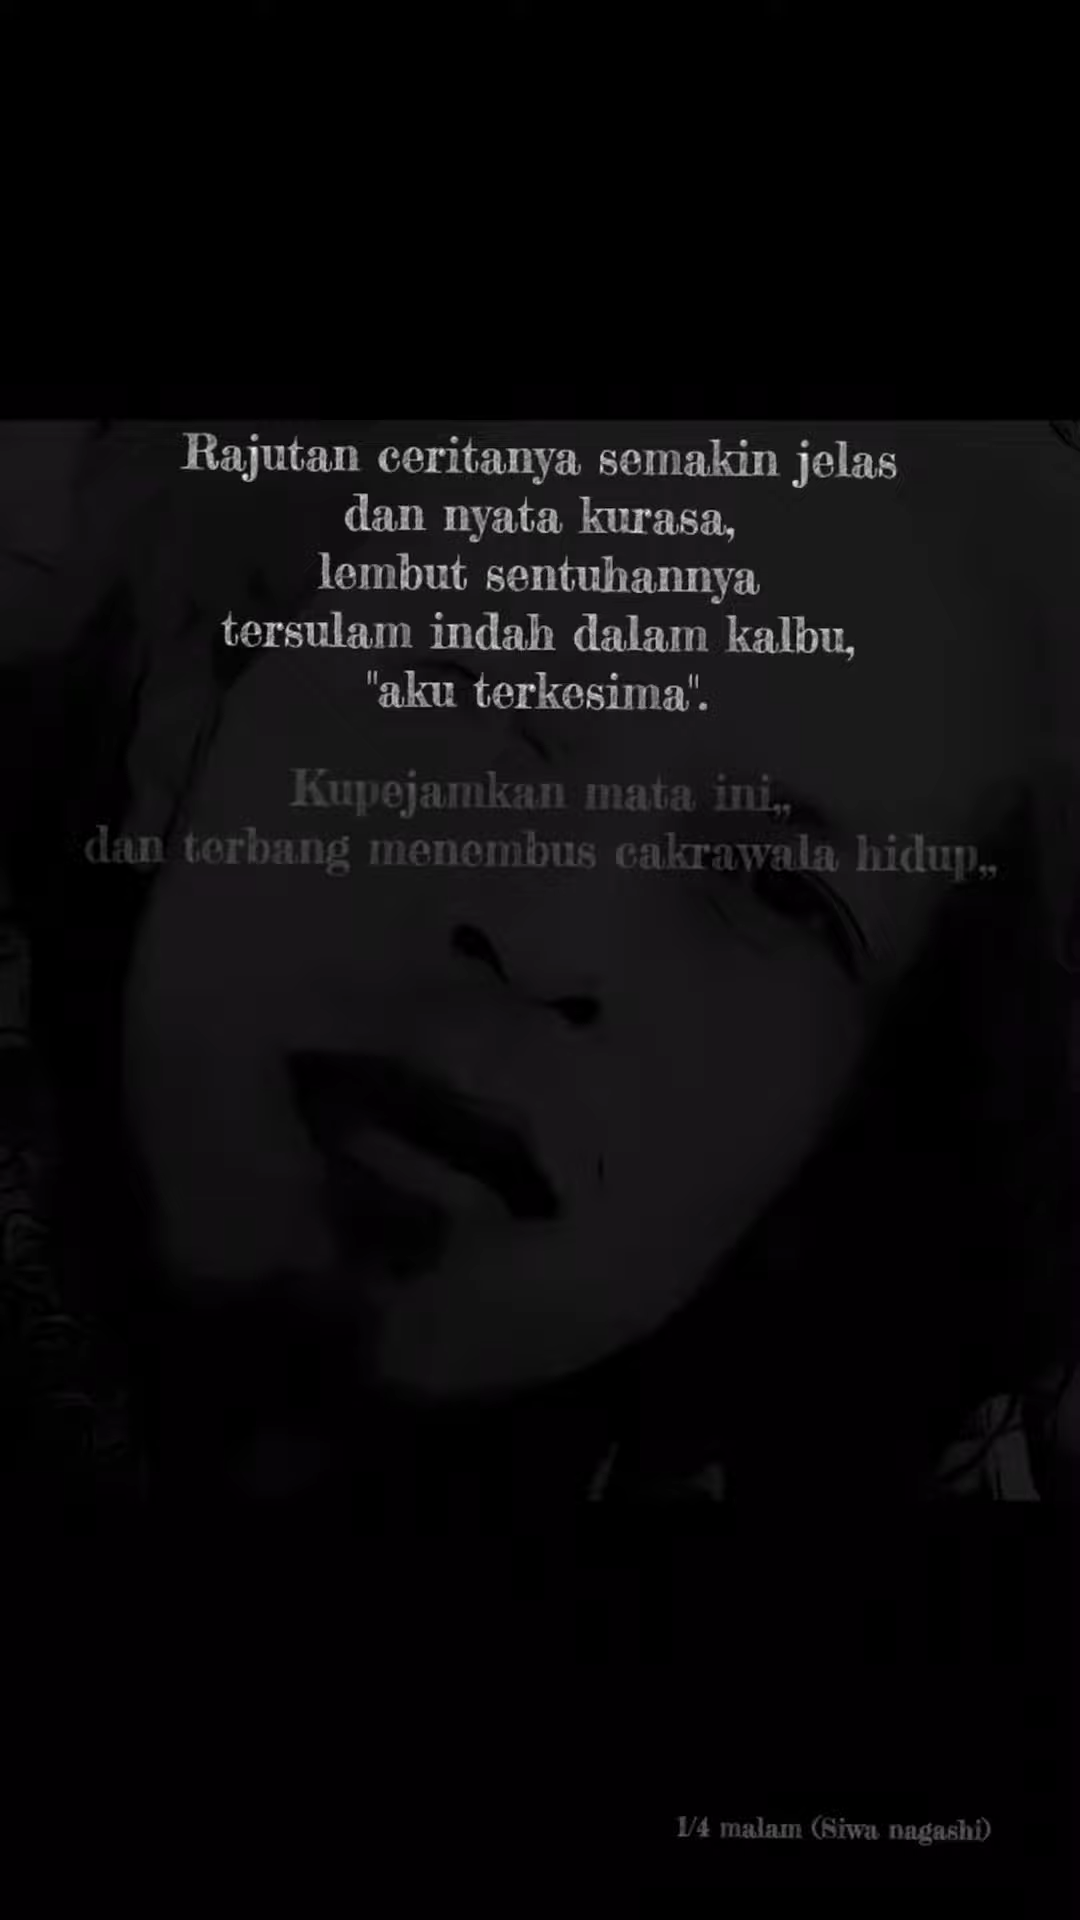 Rajutan ceritanya semakin jelas
dan nyata kurasa,
lembut sentuhannya
tersulam indah dalam kalbu,
"aku terkesima".
Kupejamkan mata ini,,
dan terbang menembus cakrawala hidup,,
1/4 malam (Siwa nagashi)